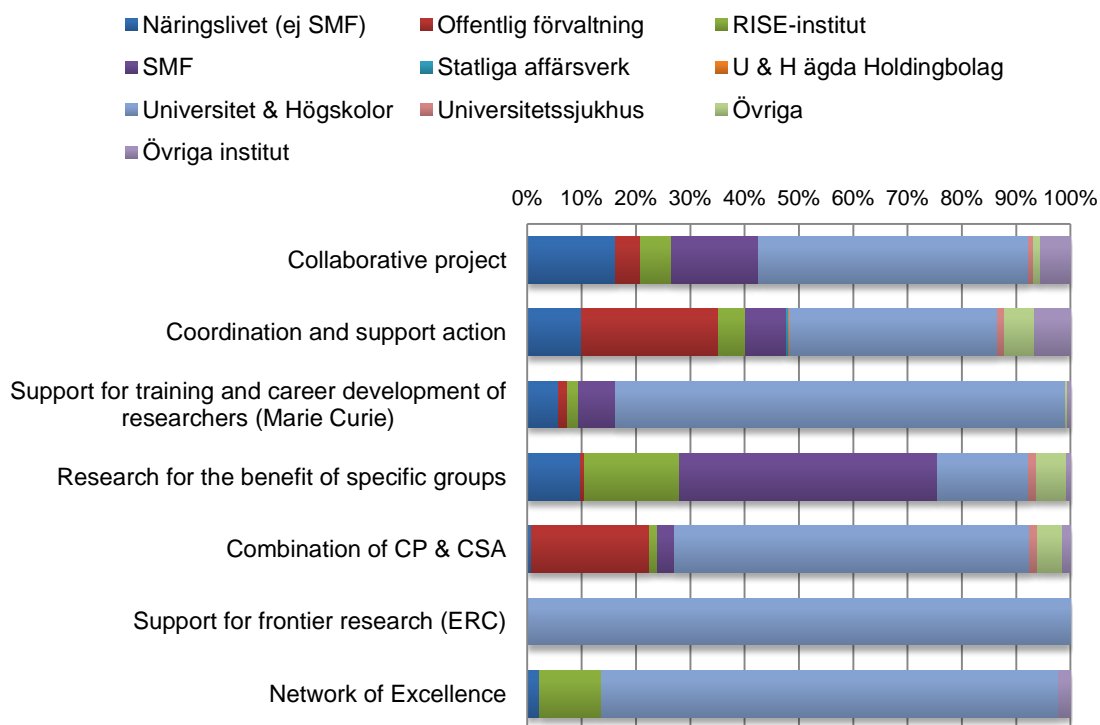 Näringslivet (ej SMF) Offentlig förvaltning RISE-institut
SMF Statliga affärsverk U & H ägda Holdingbolag
Universitet & Högskolor Universitetssjukhus Övriga
Övriga institut
0% 10% 20% 30% 40% 50% 60% 70% 80% 90% 100%
Collaborative project
Coordination and support action
Support for training and career development of
researchers (Marie Curie)
Research for the benefit of specific groups
Combination of CP & CSA
Support for frontier research (ERC)
Network of Excellence